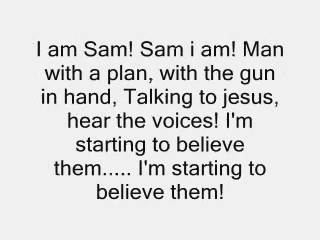 I am Sam! Sam i am! Man
with a plan, with the gun
in hand, Talking to jesus,
hear the voices! I'm
starting to believe
them..... I'm starting to
believe them!